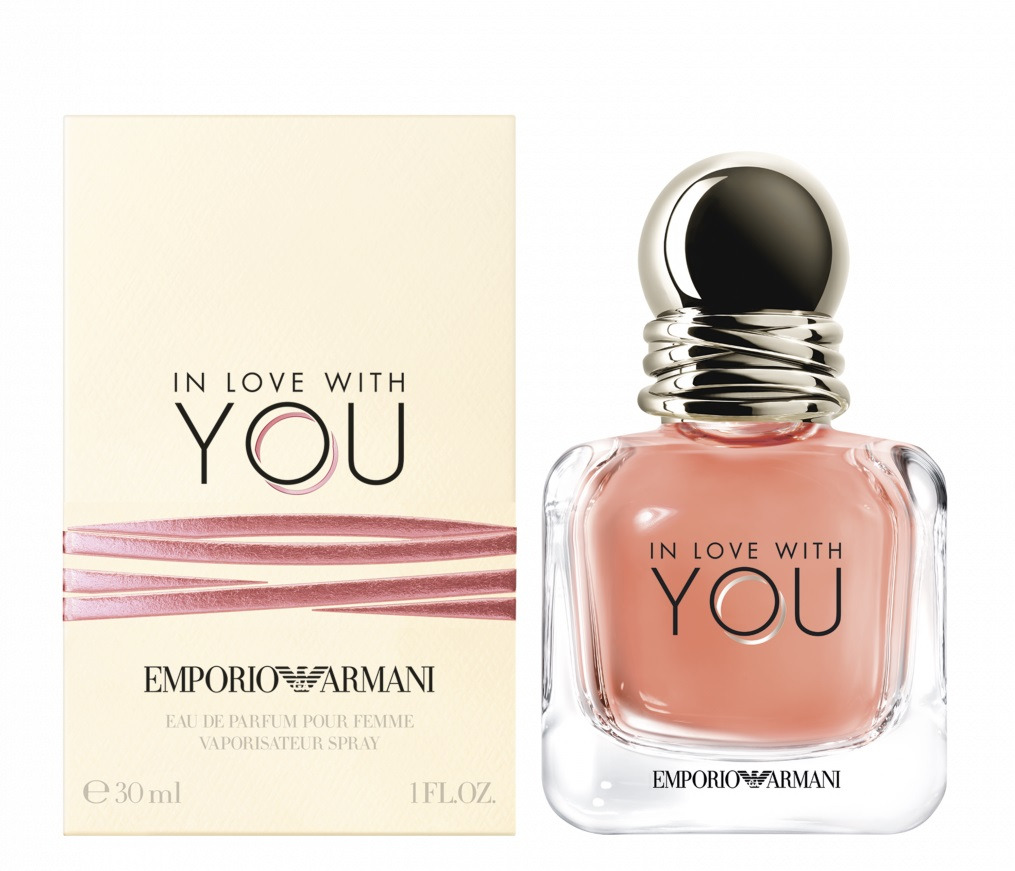 IN LOVE WITH
YOU
EMPORIO ARMANI
EAU DE PARFUM POUR FEMME
VAPORISATEUR SPRAY
℮ 30 ml
1 FL.OZ.
IN LOVE WITH
YOU
EMPORIO ARMANI